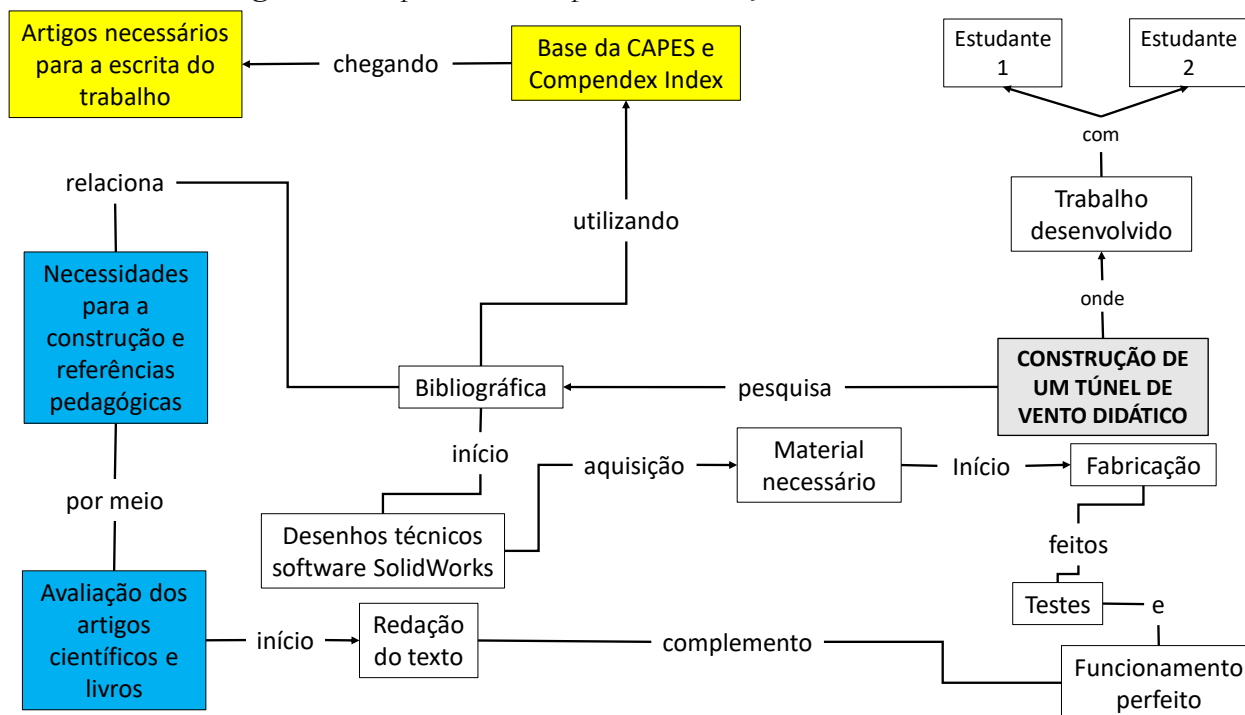 Artigos necessários
para a escrita do
trabalho
chegando
Base da CAPES e
Compendex Index
Estudante
1
Estudante
2
com
relaciona
utilizando
Trabalho
desenvolvido
onde
Necessidades
para a
construção e
referências
pedagógicas
Bibliográfica
pesquisa
CONSTRUÇÃO DE
UM TÚNEL DE
VENTO DIDÁTICO
início
aquisição
Material
necessário
Início
Fabricação
por meio
Desenhos técnicos
software SolidWorks
feitos
Testes
e
Avaliação dos
artigos
científicos e
livros
início
Redação
do texto
complemento
Funcionamento
perfeito